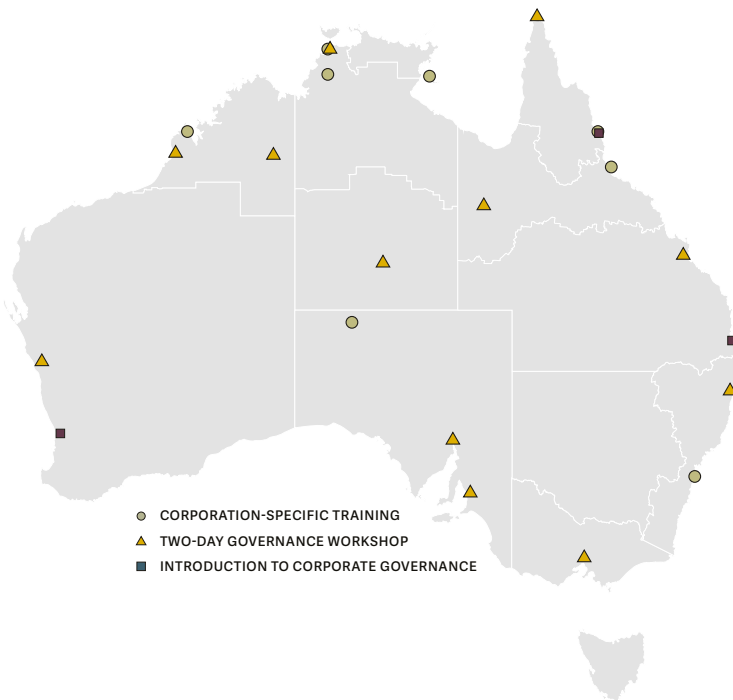 CORPORATION-SPECIFIC TRAINING
TWO-DAY GOVERNANCE WORKSHOP
INTRODUCTION TO CORPORATE GOVERNANCE